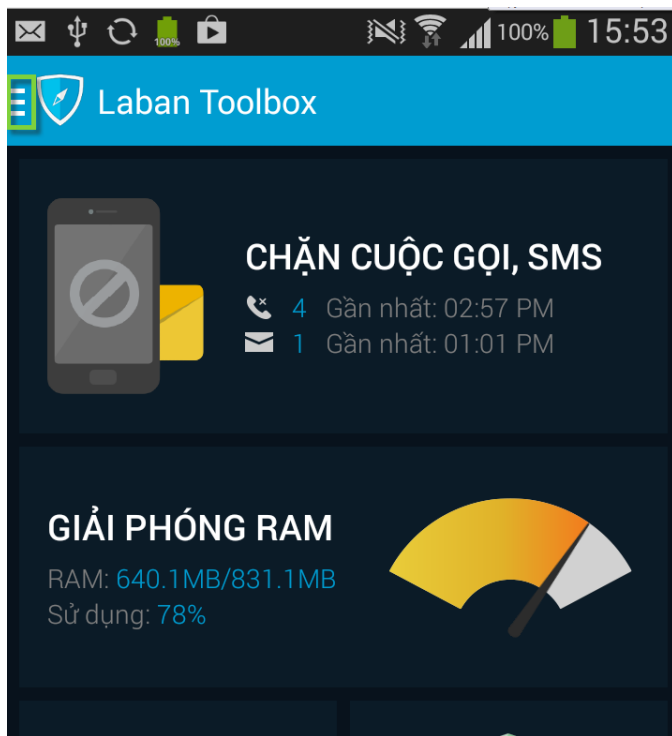 100% 100% 15:53
Laban Toolbox
CHẶN CUỘC GỌI, SMS
4 Gần nhất: 02:57 PM
1 Gần nhất: 01:01 PM
GIẢI PHÓNG RAM
RAM: 640.1MB/831.1MB
Sử dụng: 78%